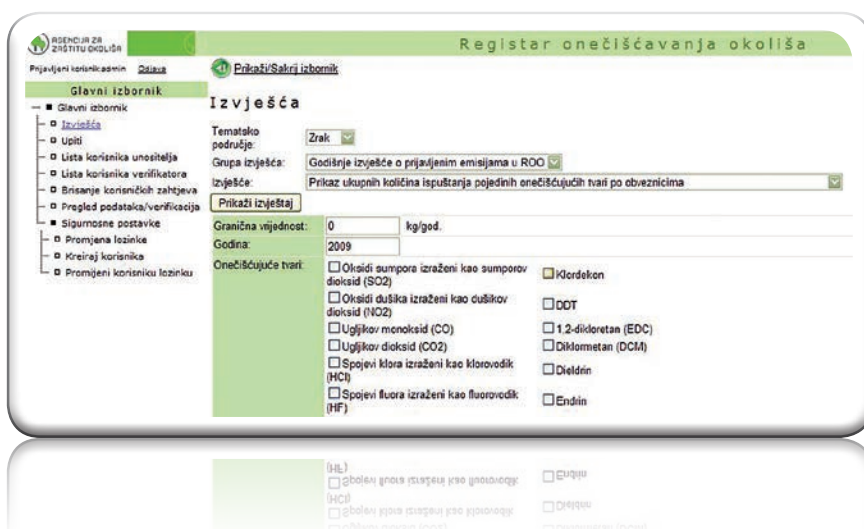 AGENCIJA ZA
ZAŠTITU OKOLIŠA
Registar onečišćavanja okoliša
Prijavljeni korisnik:admin Odjava
Prikaži/Sakrij izbornik
Glavni izbornik
Glavni izbornik
Izvješća
Upiti
Lista korisnika unositelja
Lista korisnika verifikatora
Brisanje korisničkih zahtjeva
Pregled podataka/verifikacija
Sigurnosne postavke
Promjena lozinke
Kreiraj korisnika
Promijeni korisniku lozinku
Izvješća
Tematsko
područje:
Zrak
Grupa izvješća: Godišnje izvješće o prijavljenim emisijama u ROO
Izvješće: Prikaz ukupnih količina ispuštanja pojedinih onečišćujućih tvari po obveznicima
Prikaži izvještaj
Granična vrijednost: 0 kg/god.
Godina: 2009
Onečišćujuće tvari:
Oksidi sumpora izraženi kao sumporov
dioksid (SO2)
Klordekon
Oksidi dušika izraženi kao dušikov
dioksid (NO2)
DDT
Ugljikov monoksid (CO)
1,2-dikloretan (EDC)
Ugljikov dioksid (CO2)
Diklormetan (DCM)
Spojevi klora izraženi kao klorovodik
(HCl)
Dieldrin
Spojevi fluora izraženi kao fluorovodik
(HF)
Endrin